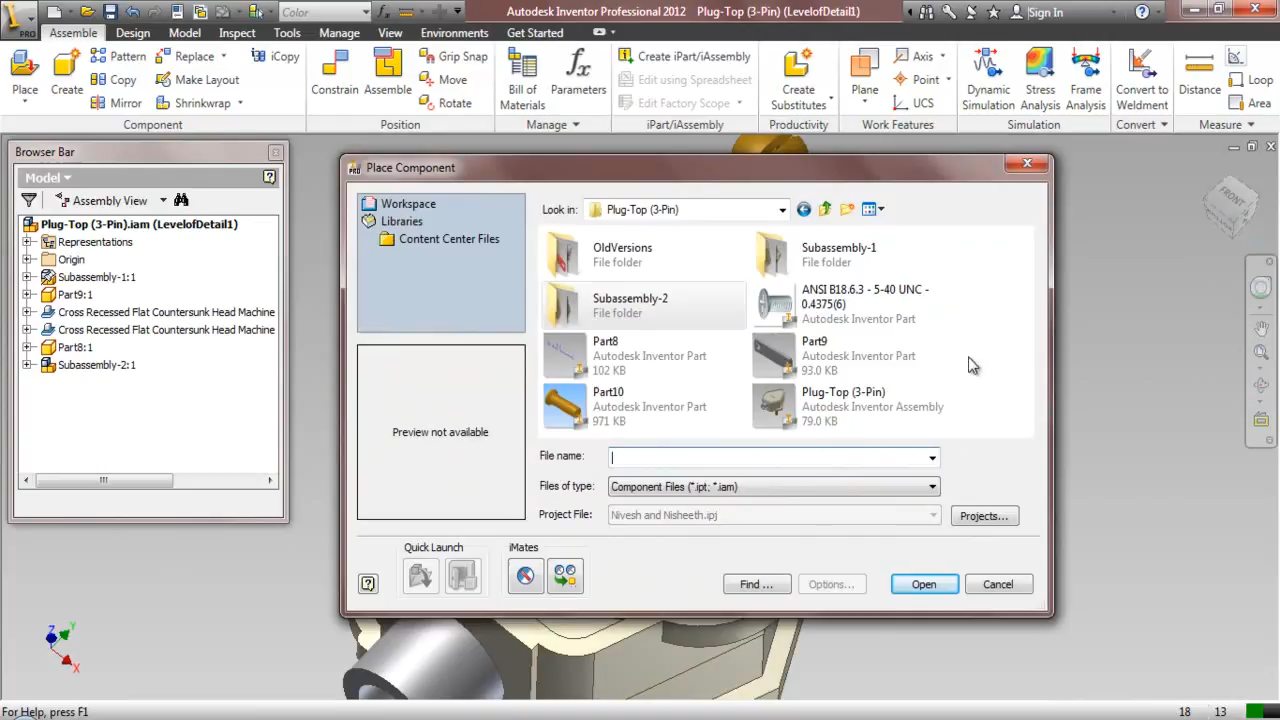 Color
Autodesk Inventor Professional 2012 Plug-Top (3-Pin) (LevelofDetail1)
Sign In
PRO
Assemble Design Model Inspect Tools Manage View Environments Get Started
Place
Create
Pattern
Copy
Mirror
Replace
Make Layout
Shrinkwrap
iCopy
Component
Constrain
Assemble
Grip Snap
Move
Rotate
Position
Bill of
Materials
Parameters
Manage
Create iPart/iAssembly
Edit using Spreadsheet
Edit Factory Scope
iPart/iAssembly
Create
Substitutes
Productivity
Plane
Axis
Point
UCS
Work Features
Dynamic
Simulation
Stress
Analysis
Frame
Analysis
Simulation
Convert to
Weldment
Convert
Distance
Loop
Area
Measure
Browser Bar
Model
Assembly View
Plug-Top (3-Pin).iam (LevelofDetail1)
Representations
Origin
Subassembly-1:1
Part9:1
Cross Recessed Flat Countersunk Head Machine
Cross Recessed Flat Countersunk Head Machine
Part8:1
Subassembly-2:1
PRO
Place Component
Workspace
Libraries
Content Center Files
Look in: Plug-Top (3-Pin)
OldVersions
File folder
Subassembly-1
File folder
Subassembly-2
File folder
ANSI B18.6.3 - 5-40 UNC -
0.4375(6)
Autodesk Inventor Part
Part8
Autodesk Inventor Part
102 KB
Part9
Autodesk Inventor Part
93.0 KB
Part10
Autodesk Inventor Part
971 KB
Plug-Top (3-Pin)
Autodesk Inventor Assembly
79.0 KB
Preview not available
File name:
Files of type: Component Files (*.ipt; *.iam)
Project File: Nivesh and Nisheeth.ipj
Projects...
Quick Launch
iMates
Find ...
Options...
Open
Cancel
FRONT
Z
Y
X
For Help, press F1
18 13